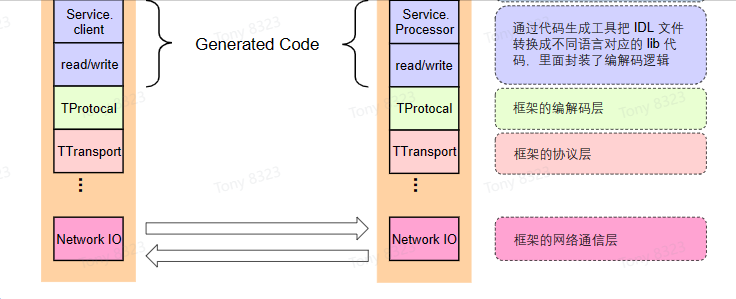 Service.
client
read/write
TProtocal
TTransport
Network IO
Generated Code
Service.
Processor
read/write
TProtocal
TTransport
Network IO
通过代码生成工具把 IDL 文件
转换成不同语言对应的 lib 代
码，里面封装了编解码逻辑
框架的编解码层
框架的协议层
框架的网络通信层
Tony 8323
Tony 8323
Tony 8323
Tony 8323
Tony 8323